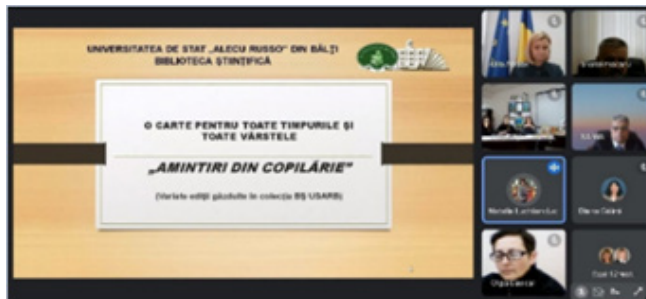 UNIVERSITATEA DE STAT „ALECU RUSSO” DIN BĂLȚI
BIBLIOTECA ȘTIINȚIFICĂ
O CARTE PENTRU TOATE TIMPURILE ȘI
TOATE VÂRSTELE
„AMINTIRI DIN COPILĂRIE”
(Variate ediții găzduite în colecția BȘ USARB)